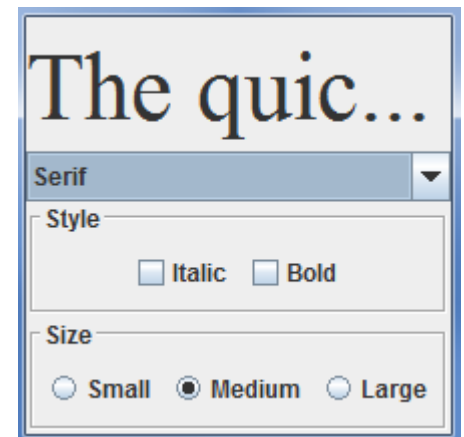 The quic...
Serif
Style
Italic Bold
Size
Small Medium Large